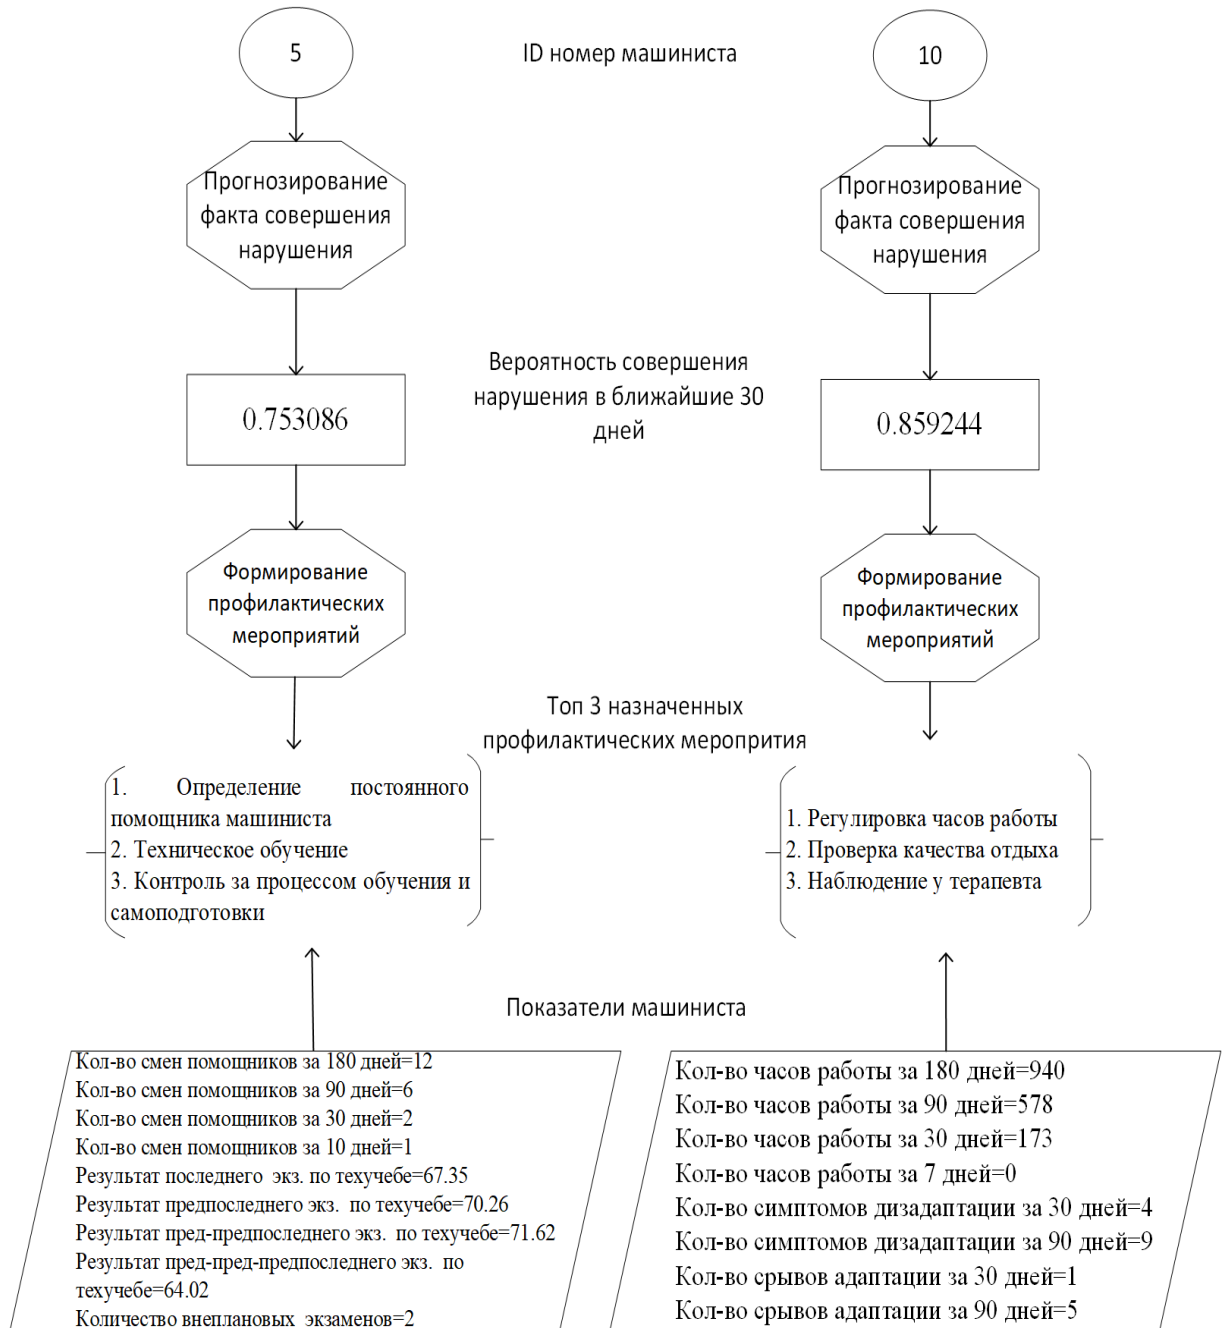 5
ID номер машиниста
10
Прогнозирование
факта совершения
нарушения
Прогнозирование
факта совершения
нарушения
Вероятность совершения
нарушения в ближайшие 30
дней
0.753086
0.859244
Формирование
профилактических
мероприятий
Формирование
профилактических
мероприятий
Топ 3 назначенных
профилактических меропрития
1. Определение постоянного
помощника машиниста
2. Техническое обучение
3. Контроль за процессом обучения и
самоподготовки
1. Регулировка часов работы
2. Проверка качества отдыха
3. Наблюдение у терапевта
Показатели машиниста
Кол-во смен помощников за 180 дней=12
Кол-во смен помощников за 90 дней=6
Кол-во смен помощников за 30 дней=2
Кол-во смен помощников за 10 дней=1
Результат последнего экз. по техучебе=67.35
Результат предпоследнего экз. по техучебе=70.26
Результат пред-предпоследнего экз. по техучебе=71.62
Результат пред-пред-предпоследнего экз. по
техучебе=64.02
Количество внеплановых экзаменов=2
Кол-во часов работы за 180 дней=940
Кол-во часов работы за 90 дней=578
Кол-во часов работы за 30 дней=173
Кол-во часов работы за 7 дней=0
Кол-во симптомов дизадаптации за 30 дней=4
Кол-во симптомов дизадаптации за 90 дней=9
Кол-во срывов адаптации за 30 дней=1
Кол-во срывов адаптации за 90 дней=5